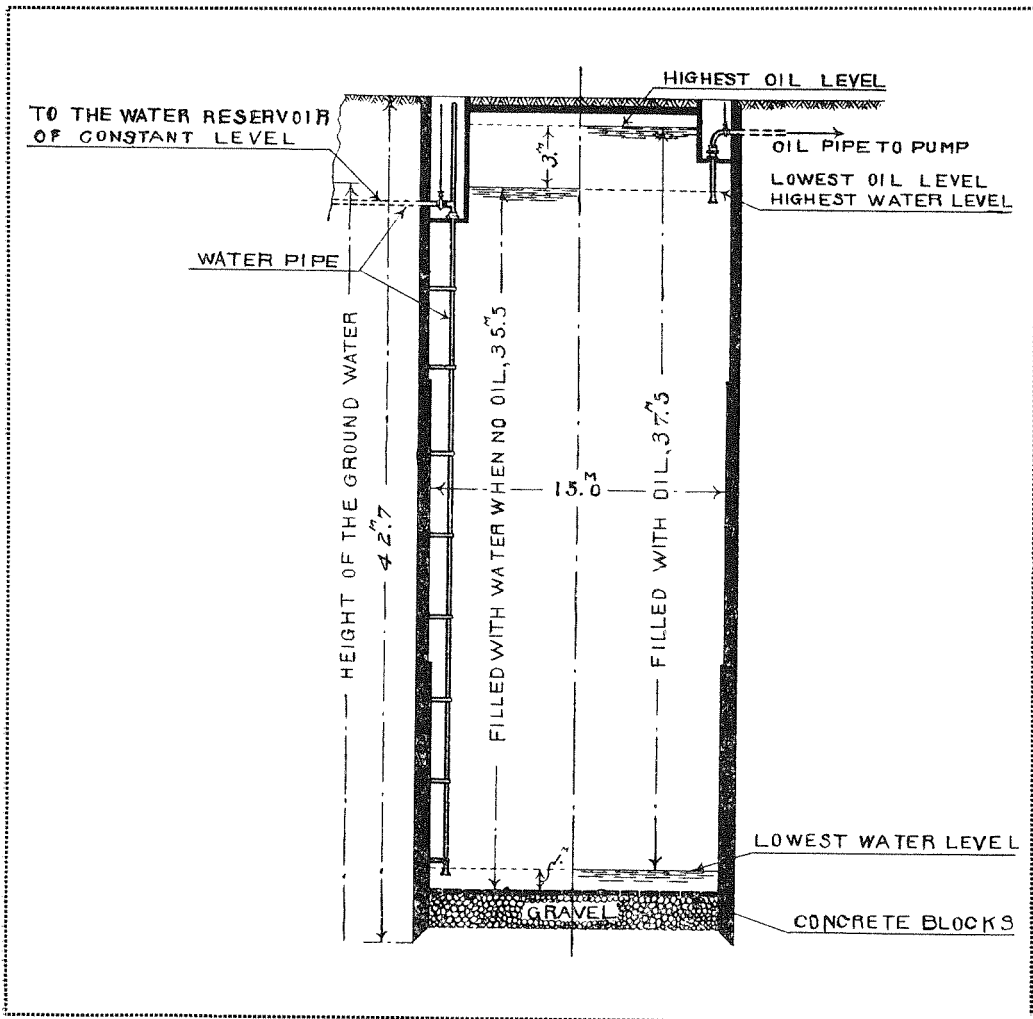 HIGHEST OIL LEVEL
TO THE WATER RESERVOIR
OF CONSTANT LEVEL
OIL PIPE TO PUMP
3.M
LOWEST OIL LEVEL
HIGHEST WATER LEVEL
WATER PIPE
HEIGHT OF THE GROUND WATER
42.M7
FILLED WITH WATER WHEN NO OIL, 35.M5
15.0M
FILLED WITH OIL, 37.M5
LOWEST WATER LEVEL
GRAVEL
CONCRETE BLOCKS